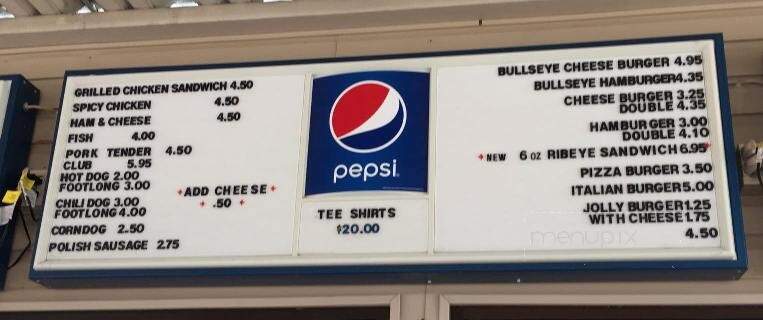 GRILLED CHICKEN SANDWICH 4.50
SPICY CHICKEN 4.50
HAM & CHEESE 4.50
FISH 4.00
PORK TENDER 4.50
CLUB 5.95
HOT DOG 2.00
FOOTLONG 3.00
CHILI DOG 3.00
FOOTLONG 4.00
CORNDOG 2.50
POLISH SAUSAGE 2.75
ADD CHEESE
.50
pepsi
TEE SHIRTS
$20.00
BULLSEYE CHEESE BURGER 4.95
BULLSEYE HAMBURGER 4.35
CHEESE BURGER 3.25
DOUBLE 4.35
HAMBURGER 3.00
DOUBLE 4.10
NEW 6 OZ RIBEYE SANDWICH 6.95
PIZZA BURGER 3.50
ITALIAN BURGER 5.00
JOLLY BURGER 1.25
WITH CHEESE 1.75
4.50
menupix